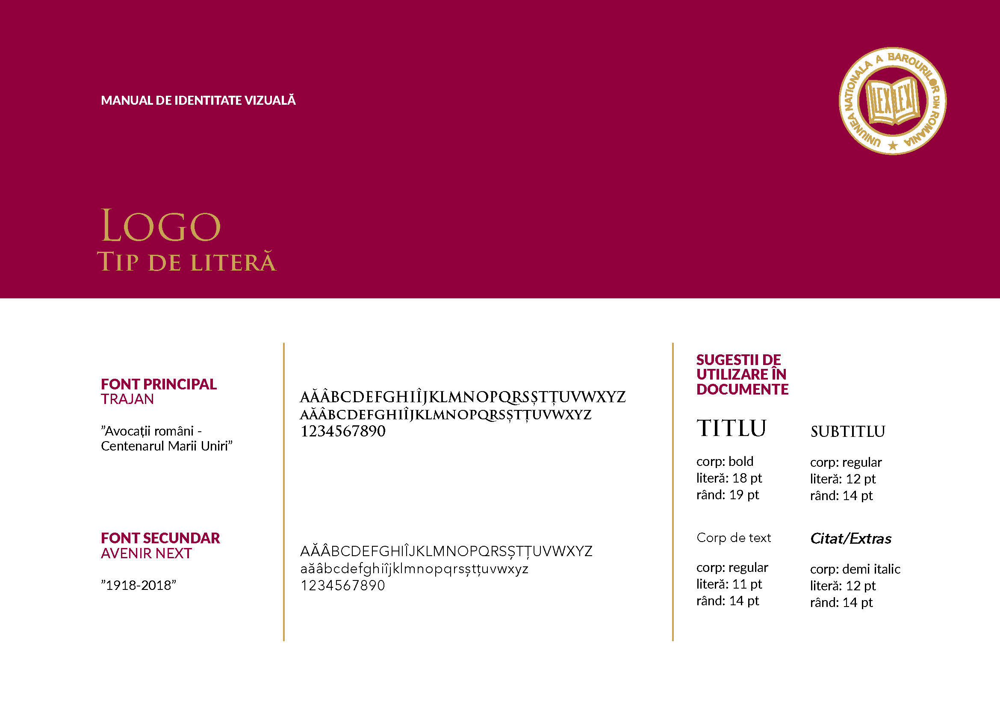 MANUAL DE IDENTITATE VIZUALĂ
UNIUNEA NATIONALA A BAROURILOR DIN ROMANIA
LEX LEX
LOGO
TIP DE LITERĂ
FONT PRINCIPAL
TRAJAN
”Avocații români -
Centenarul Marii Uniri”
AĂÂBCDEFGHIÎJKLMNOPQRSȘTȚUVWXYZ
AĂÂBCDEFGHIÎJKLMNOPQRSȘTȚUVWXYZ
1234567890
FONT SECUNDAR
AVENIR NEXT
”1918-2018”
AĂÂBCDEFGHIÎJKLMNOPQRSȘTȚUVWXYZ
aăâbcdefghiîjklmnopqrsștțuvwxyz
1234567890
SUGESTII DE
UTILIZARE ÎN
DOCUMENTE
TITLU
corp: bold
literă: 18 pt
rând: 19 pt
SUBTITLU
corp: regular
literă: 12 pt
rând: 14 pt
Corp de text
corp: regular
literă: 11 pt
rând: 14 pt
Citat/Extras
corp: demi italic
literă: 12 pt
rând: 14 pt